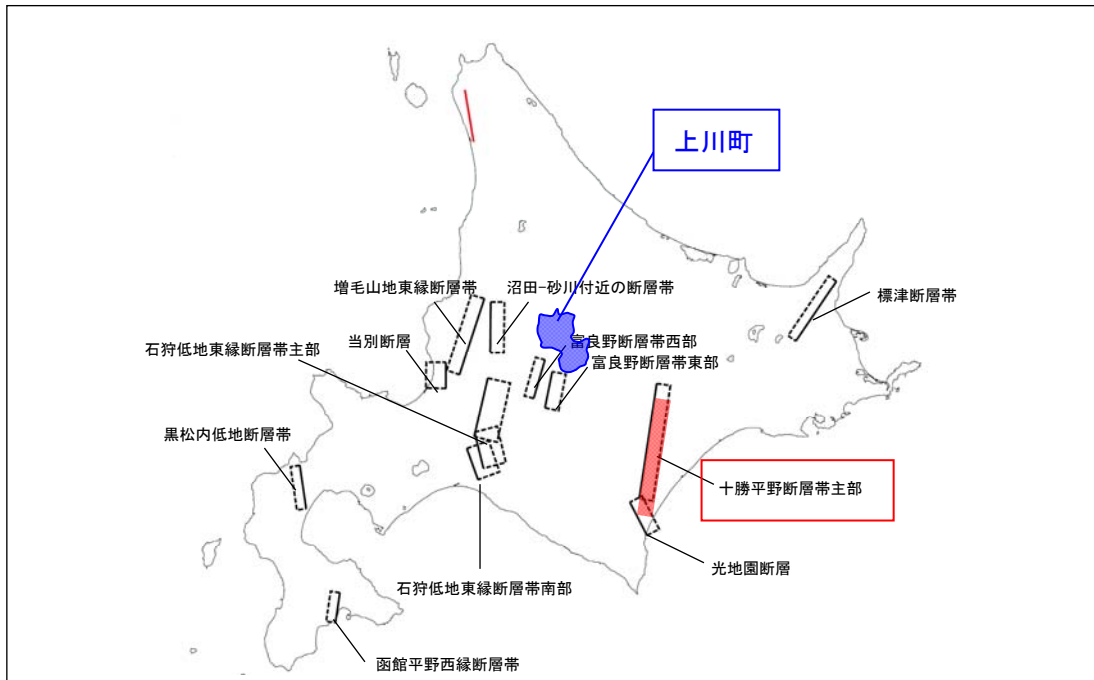 上川町
増毛山地東縁断層帯
沼田-砂川付近の断層帯
標津断層帯
当別断層
富良野断層帯西部
石狩低地東縁断層帯主部
富良野断層帯東部
黒松内低地断層帯
十勝平野断層帯主部
光地園断層
石狩低地東縁断層帯南部
函館平野西縁断層帯